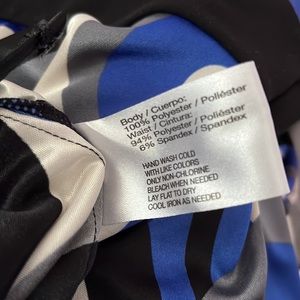 Body / Cuerpo:
100% Polyester / Poliéster
Waist / Cintura:
94% Polyester / Poliéster
6% Spandex / Spandex
HAND WASH COLD
WITH LIKE COLORS
ONLY NON-CHLORINE
BLEACH WHEN NEEDED
LAY FLAT TO DRY
COOL IRON AS NEEDED